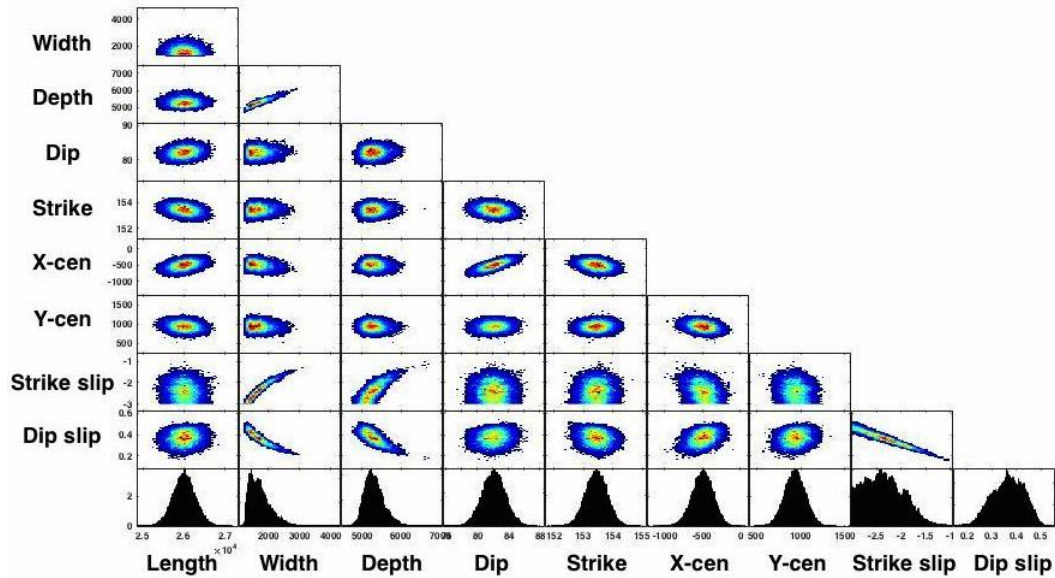 4000
Width 2000
7000
Depth 6000
5000
90
Dip 80
Strike 154
152
X-cen 0
-500
-1000
1500
Y-cen 1000
500
-1
Strike slip -2
-3
0.6
Dip slip 0.4
0.2
2
0
2.5 2.6 2.7 2000 3000 4000 5000 6000 7000 80 84 88 152 153 154 155 -1000 -500 0 500 1000 1500 -2.5 -2 -1.5 -1 0.2 0.3 0.4 0.5
×10⁴
Length Width Depth Dip Strike X-cen Y-cen Strike slip Dip slip